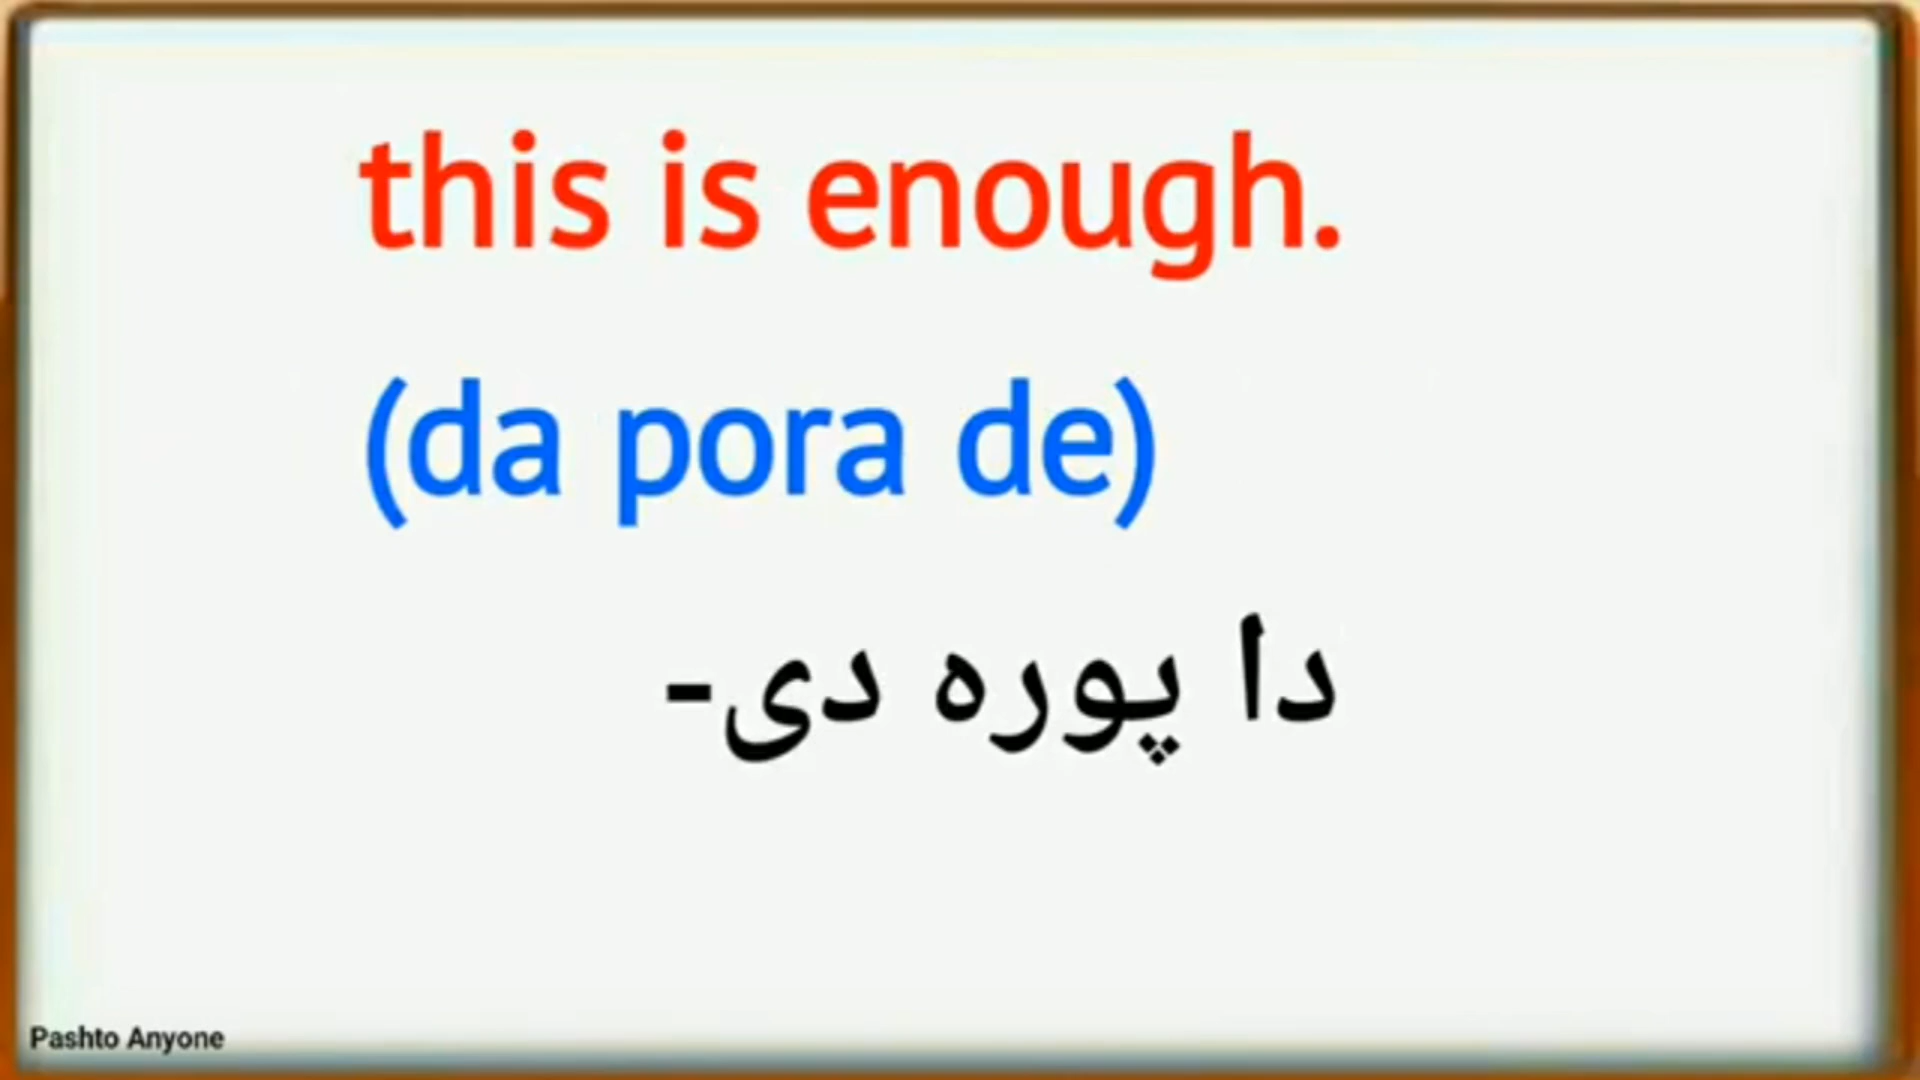 this is enough.
(da pora de)
دا پوره دی-
Pashto Anyone